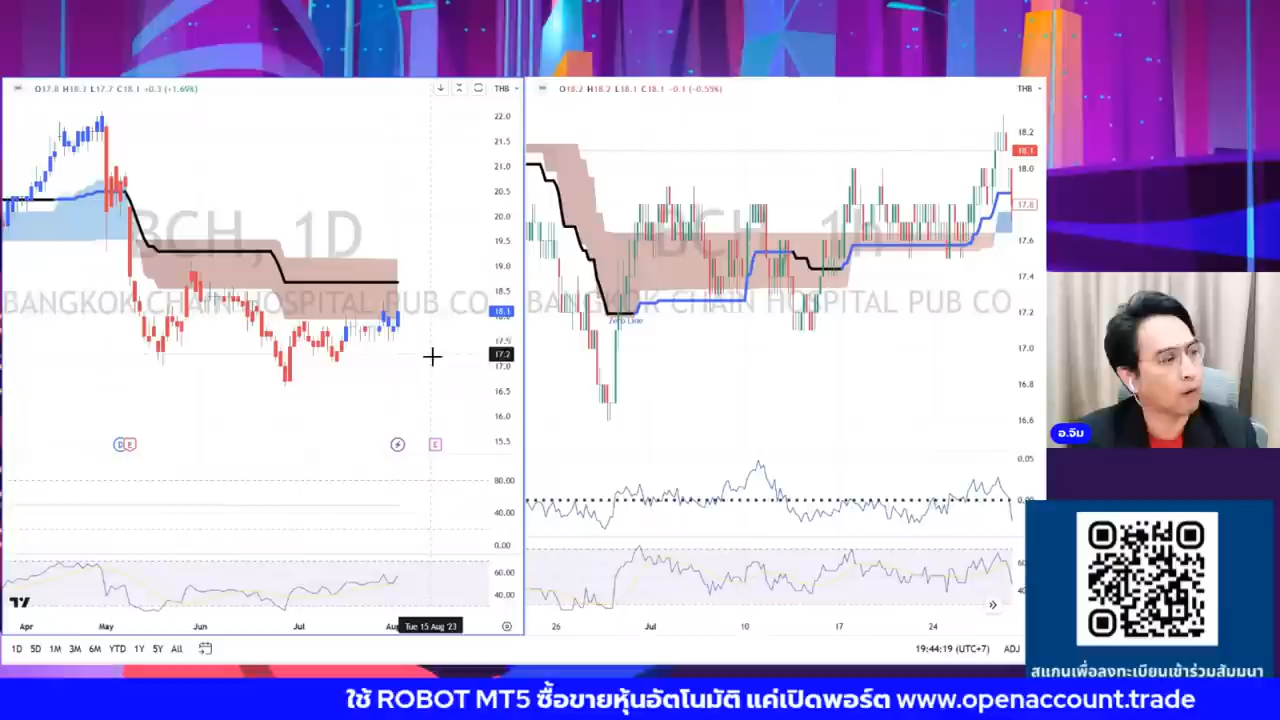 O17.8 H18.3 L17.7 C18.1 +0.3 (+1.69%)
THB
22.0
21.5
21.0
20.5
20.0
19.5
19.0
18.5
18.1
17.5
17.2
17.0
16.5
16.0
15.5
80.00
40.00
0.00
60.00
40.00
BCH, 1D
BANGKOK CHAIN HOSPITAL PUB CO
D E
E
Apr May Jun Jul Aug Tue 15 Aug '23
1D 5D 1M 3M 6M YTD 1Y 5Y All
O18.2 H18.2 L18.1 C18.1 -0.1 (-0.55%)
THB
18.2
18.1
18.0
17.8
17.6
17.4
17.2
17.0
16.8
16.6
0.05
0.00
BCH, 1h
BANGKOK CHAIN HOSPITAL PUB CO
Zero Line
26 Jul 10 17 24
19:44:19 (UTC+7) ADJ
อ.จิม
สแกนเพื่อลงทะเบียนเข้าร่วมสัมมนา
ใช้ ROBOT MT5 ซื้อขายหุ้นอัตโนมัติ แค่เปิดพอร์ต www.openaccount.trade